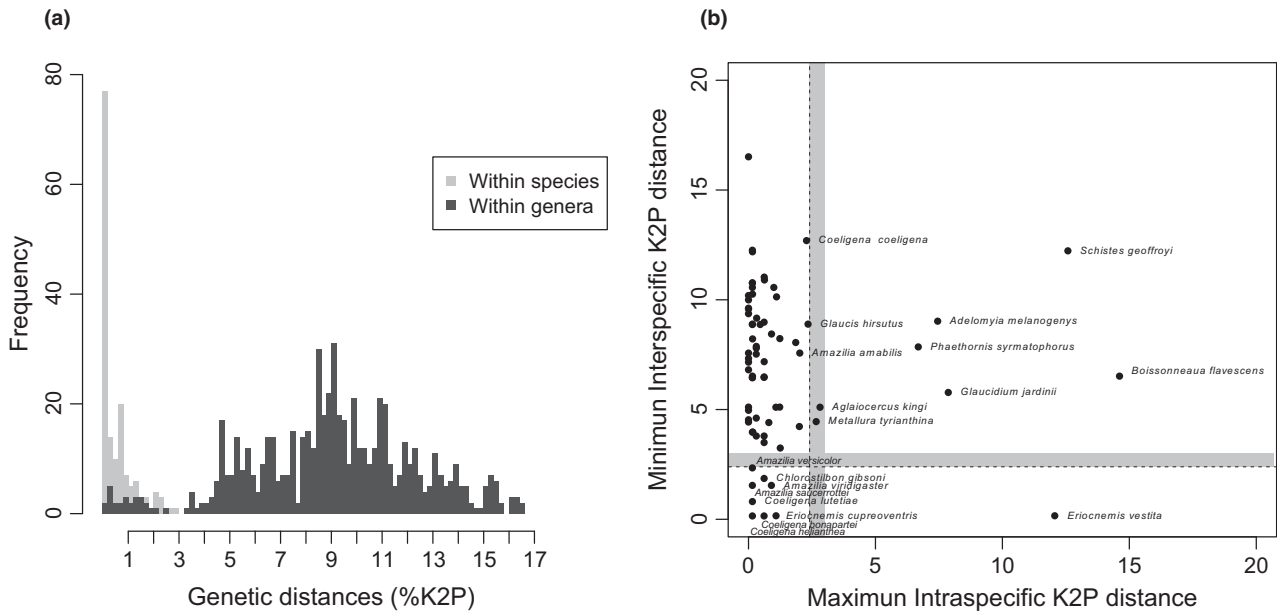 (a)
80
60
40
20
0
Frequency
Within species
Within genera
1 3 5 7 9 11 13 15 17
Genetic distances (%K2P)
(b)
20
15
10
5
0
Minimun Interspecific K2P distance
Coeligena coeligena
Schistes geoffroyi
Glaucis hirsutus
Adelomyia melanogenys
Amazilia amabilis
Phaethornis syrmatophorus
Boissonneaua flavescens
Glaucidium jardinii
Aglaiocercus kingi
Metallura tyrianthina
Amazilia versicolor
Chlorostilbon gibsoni
Amazilia viridigaster
Amazilia saucerrottei
Coeligena lutetiae
Eriocnemis cupreoventris
Eriocnemis vestita
Coeligena bonapartei
Coeligena helianthea
0 5 10 15 20
Maximun Intraspecific K2P distance